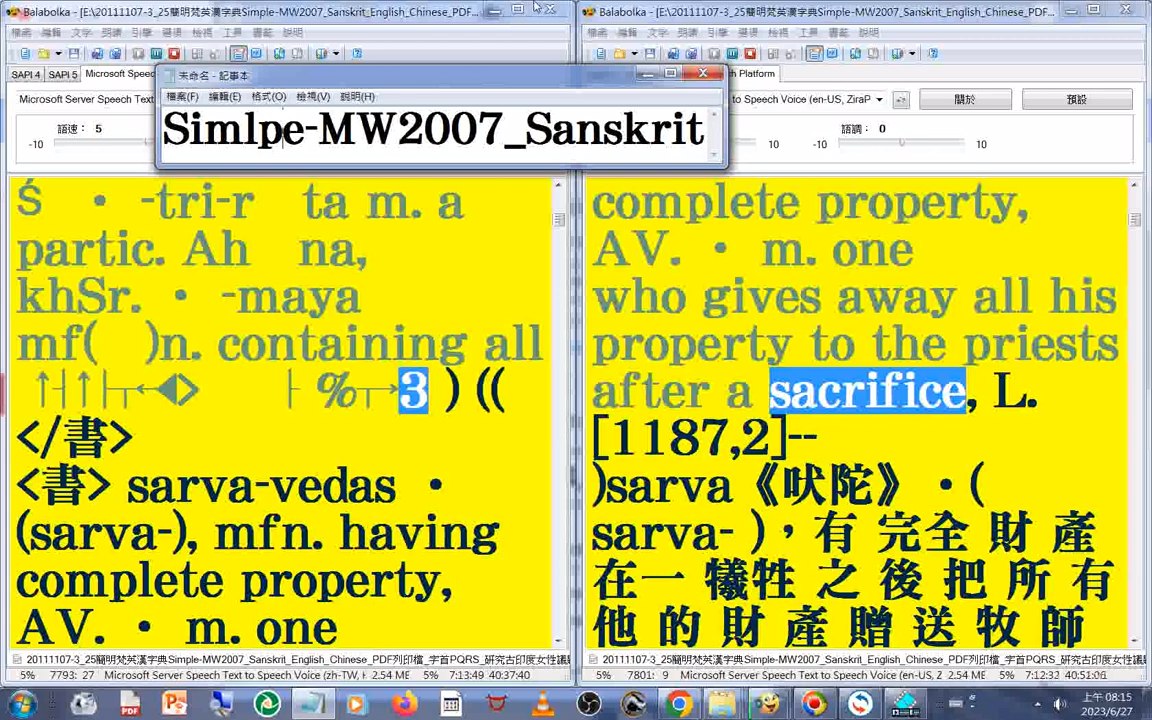 Balabolka - [E:\20111107-3_25簡明梵英漢字典Simple-MW2007_Sanskrit_English_Chinese_PDF...
Balabolka - [E:\20111107-3_25簡明梵英漢字典Simple-MW2007_Sanskrit_English_Chinese_PDF...
SAPI 4 SAPI 5 Microsoft Speec
h Platform
未命名 - 記事本
檔案(F) 編輯(E) 格式(O) 檢視(V) 說明(H)
Simlpe-MW2007_Sanskrit
Microsoft Server Speech Text
to Speech Voice (en-US, ZiraP
關於
預設
語速： 5
-10
10
語調： 0
-10
10
Ś • -tri-r ta m. a
partic. Ah na,
khSr. • -maya
mf( )n. containing all
↑┤↑├┬←◀▷ ├ %┬→3 ) ((
</書>
<書> sarva-vedas •
(sarva-), mfn. having
complete property,
AV. • m. one
complete property,
AV. • m. one
who gives away all his
property to the priests
after a sacrifice, L.
[1187,2]--
)sarva《吠陀》•(
sarva- )，有 完全 財 產
在一 犧牲 之 後 把 所 有
他 的 財 產 贈 送 牧 師
20111107-3_25簡明梵英漢字典Simple-MW2007_Sanskrit_English_Chinese_PDF列印檔_字首PQRS_研究古印度女性議
20111107-3_25簡明梵英漢字典Simple-MW2007_Sanskrit_English_Chinese_PDF列印檔_字首PQRS_研究古印度女性議
5% 7793: 27 Microsoft Server Speech Text to Speech Voice (zh-TW, H 2.54 ME 5% 7:13:49 40:37:40
5% 7801: 9 Microsoft Server Speech Text to Speech Voice (en-US, Z 2.54 ME 5% 7:12:32 40:51:06
上午 08:15
2023/6/27